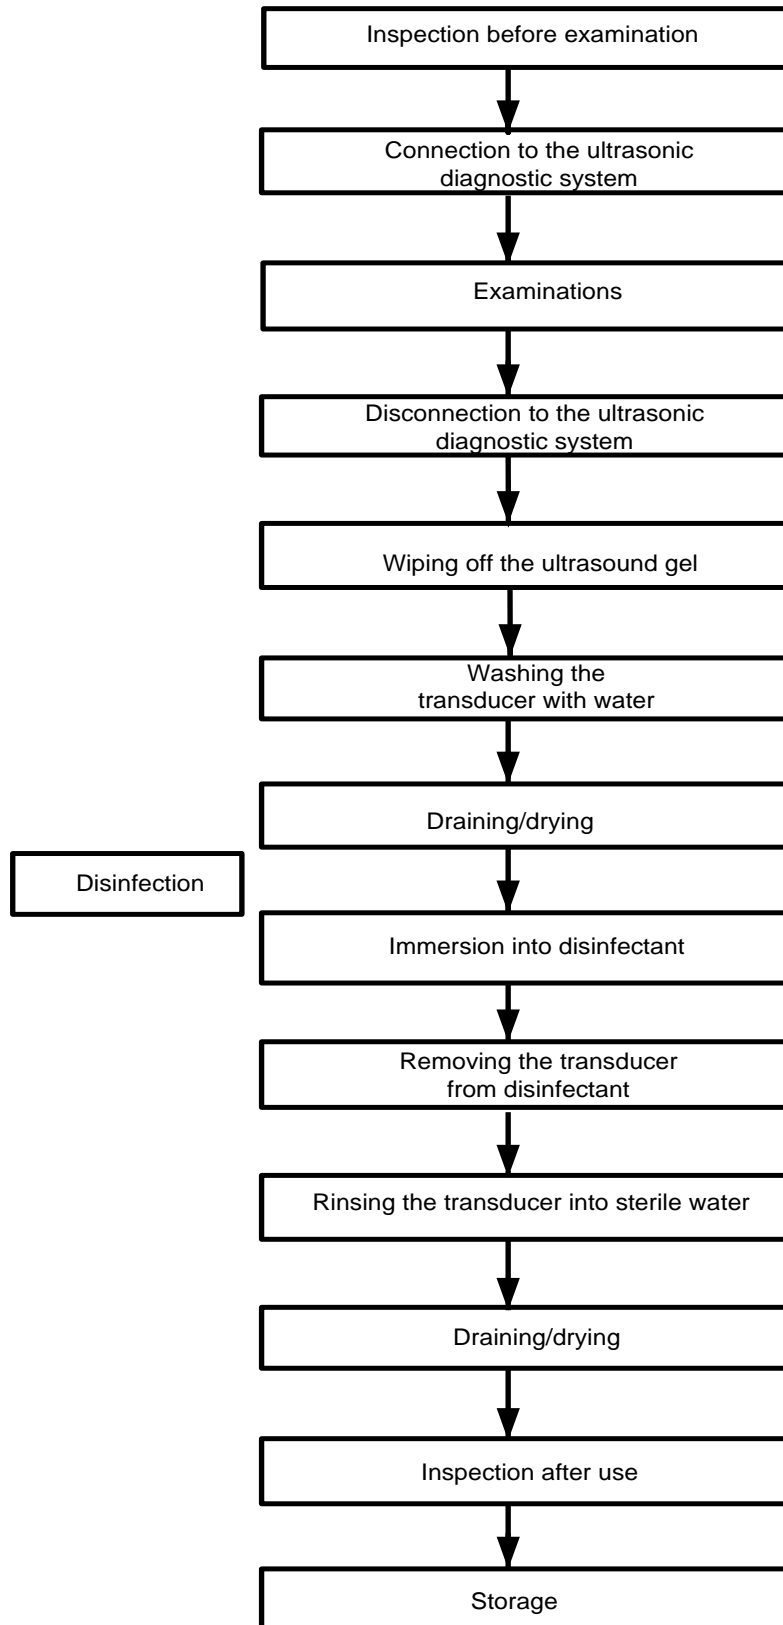 Inspection before examination
Connection to the ultrasonic
diagnostic system
Examinations
Disconnection to the ultrasonic
diagnostic system
Wiping off the ultrasound gel
Washing the
transducer with water
Draining/drying
Disinfection
Immersion into disinfectant
Removing the transducer
from disinfectant
Rinsing the transducer into sterile water
Draining/drying
Inspection after use
Storage